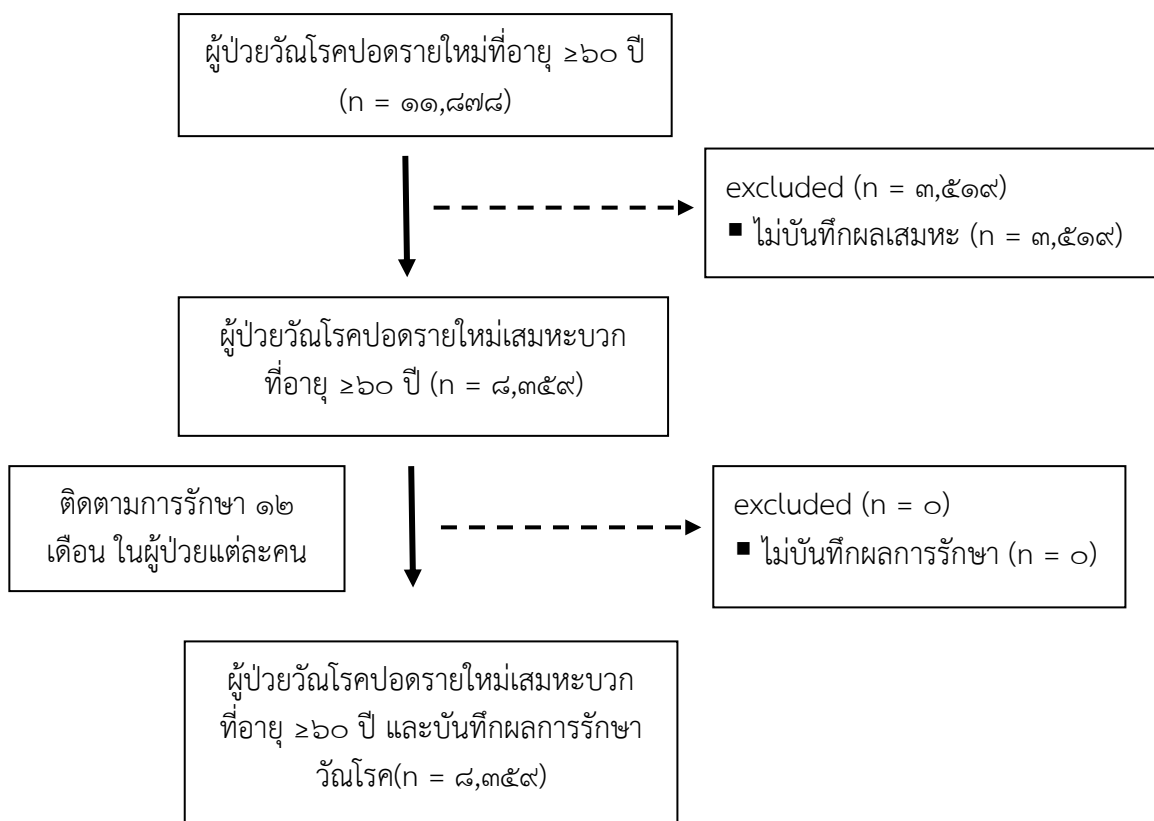 ผู้ป่วยวัณโรคปอดรายใหม่ที่อายุ ≥๖๐ ปี
(n = ๑๑,๘๗๘)
excluded (n = ๓,๕๑๙)
▪ ไม่บันทึกผลเสมหะ (n = ๓,๕๑๙)
ผู้ป่วยวัณโรคปอดรายใหม่เสมหะบวก
ที่อายุ ≥๖๐ ปี (n = ๘,๓๕๙)
ติดตามการรักษา ๑๒
เดือน ในผู้ป่วยแต่ละคน
excluded (n = ๐)
▪ ไม่บันทึกผลการรักษา (n = ๐)
ผู้ป่วยวัณโรคปอดรายใหม่เสมหะบวก
ที่อายุ ≥๖๐ ปี และบันทึกผลการรักษา
วัณโรค(n = ๘,๓๕๙)